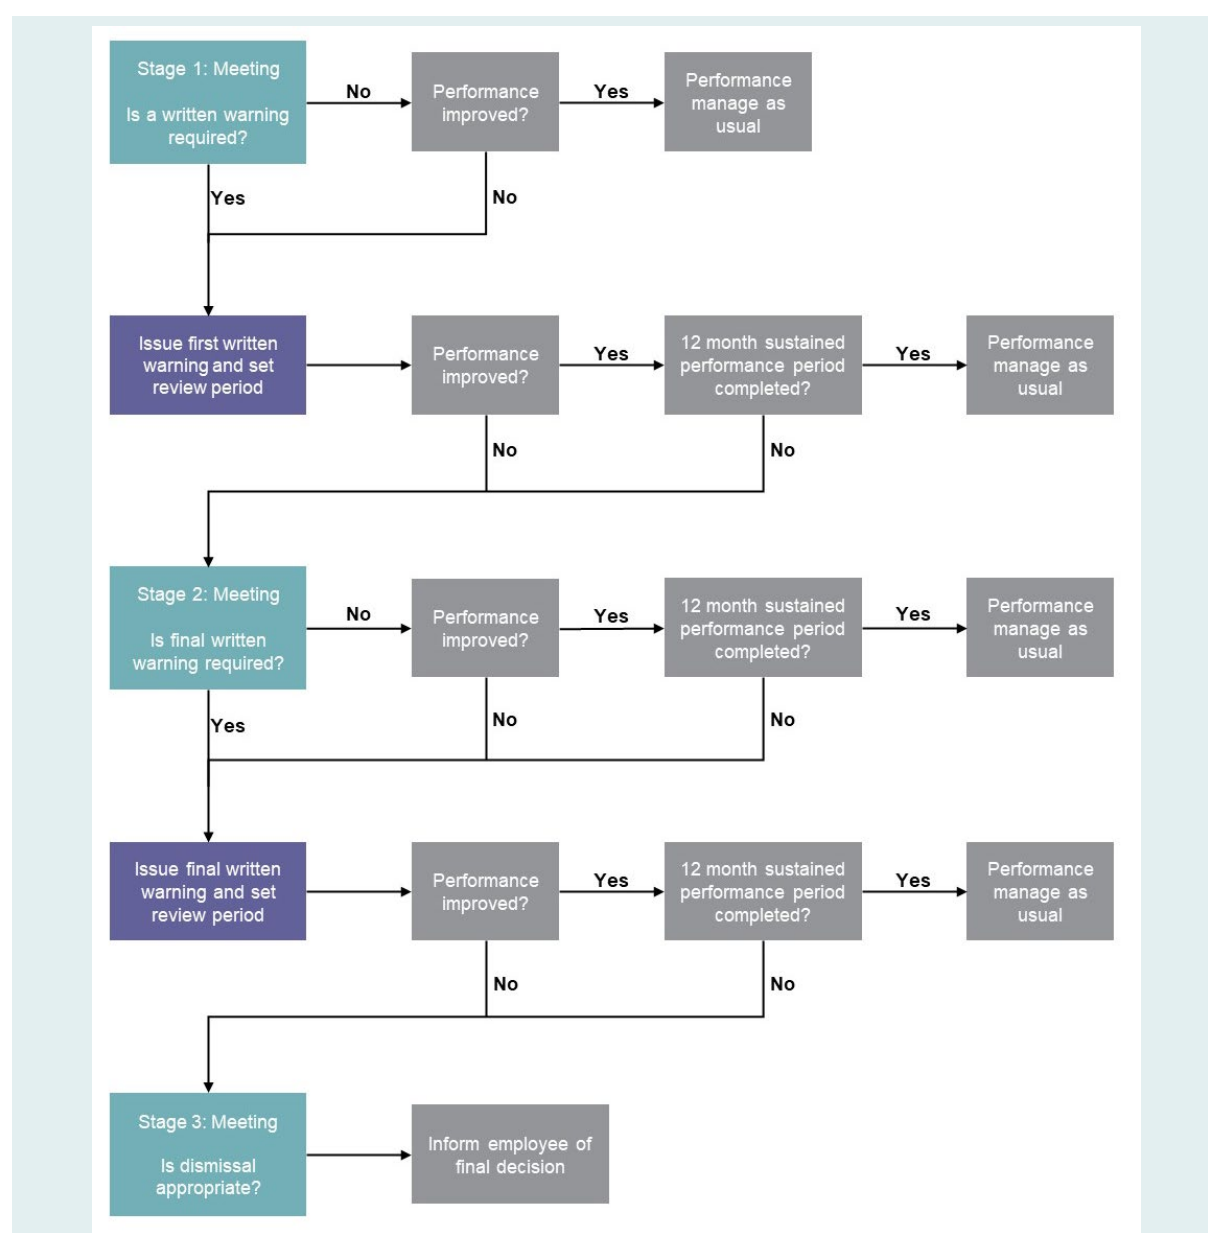 Stage 1: Meeting
Is a written warning
required?
No
Performance
improved?
Yes
Performance
manage as
usual
Yes
No
Issue first written
warning and set
review period
Performance
improved?
Yes
12 month sustained
performance period
completed?
Yes
Performance
manage as
usual
No
No
Stage 2: Meeting
Is final written
warning required?
No
Performance
improved?
Yes
12 month sustained
performance period
completed?
Yes
Performance
manage as
usual
Yes
No
No
Issue final written
warning and set
review period
Performance
improved?
Yes
12 month sustained
performance period
completed?
Yes
Performance
manage as
usual
No
No
Stage 3: Meeting
Is dismissal
appropriate?
Inform employee of
final decision